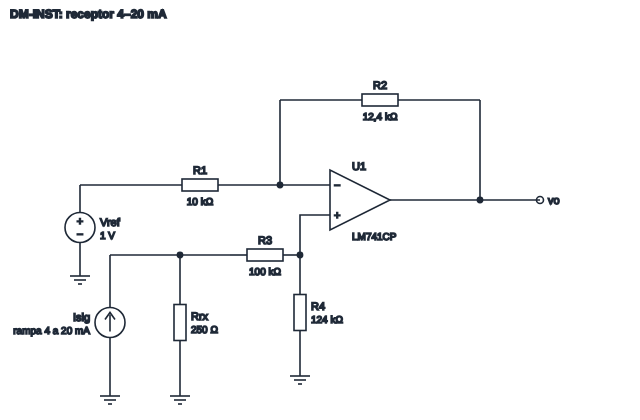 DM-INST: receptor 4–20 mA
R2
12,4 kΩ
R1
10 kΩ
U1
LM741CP
vo
Vref
1 V
R3
100 kΩ
Isig
rampa 4 a 20 mA
Rrx
250 Ω
R4
124 kΩ